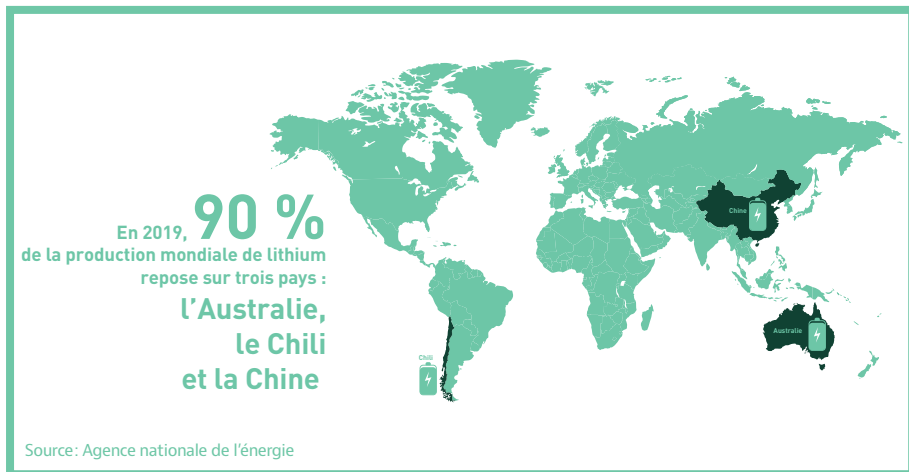 En 2019, 90 %
de la production mondiale de lithium
repose sur trois pays :
l'Australie,
le Chili
et la Chine
Chine
Australie
Chili
Source: Agence nationale de l'énergie